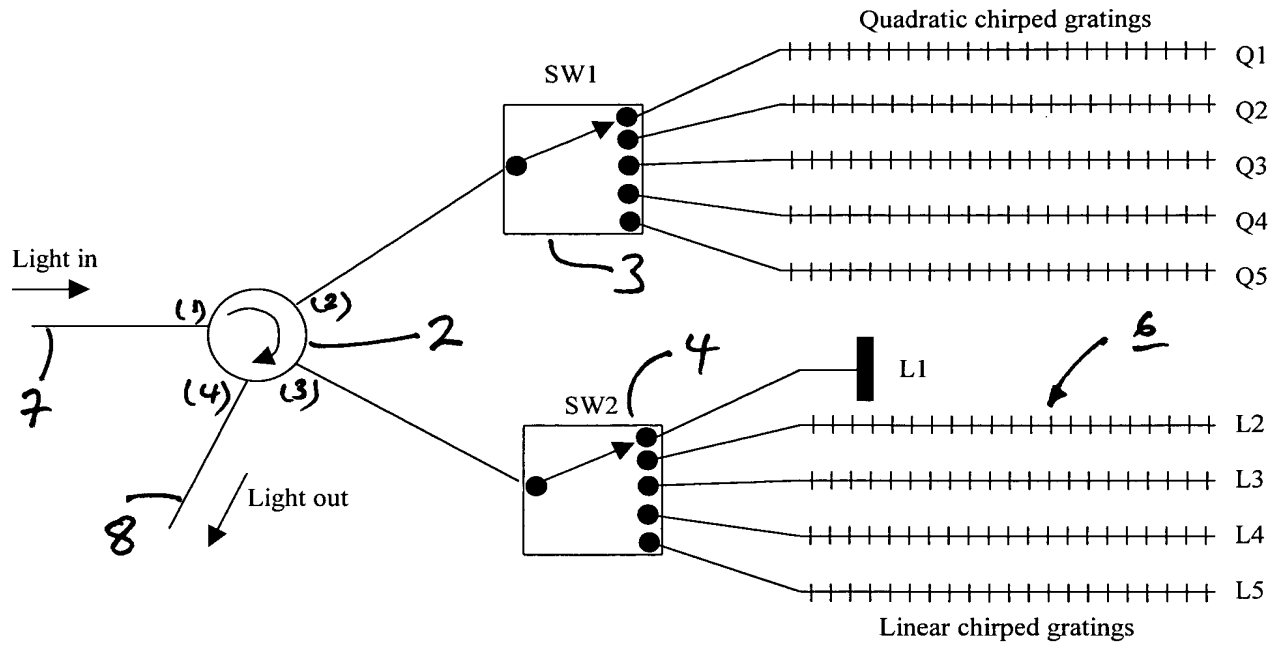 Quadratic chirped gratings
Q1
SW1
Q2
Q3
Q4
3
Q5
Light in
(1)
(2)
2
7
(4)
(3)
SW2
4
L1
6
L2
L3
Light out
8
L4
L5
Linear chirped gratings